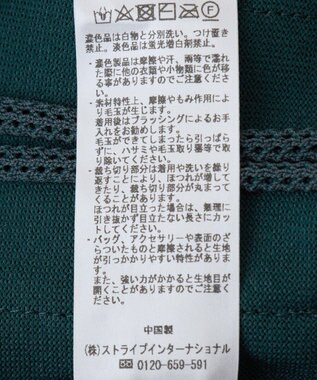 濃色品は白物と分別洗い。つけ置き
禁止。淡色品は蛍光増白剤禁止。
・濃色製品は摩擦や汗、雨等で濡れ
た際に他の衣類や小物類に色が移
る事がありますのでご注意くださ
い。
・素材特性上、摩擦やもみ作用によ
り毛玉が生じます。
着用後はブラッシングによるお手
入れをお勧めします。
毛玉ができてしまったら引っぱら
ずに、ハサミや毛玉取り器等で取
り除いてください。
・裁ち切り部分は着用や洗いを繰り
返すことにより、ほつれが増して
きたり、裁ち切り部分が丸まって
くることがあります。
ほつれが目立った場合は、無理に
引き抜かず目立たない長さにカッ
トしてください。
・バッグ、アクセサリーや表面のざ
らついたものと摩擦されると生地
が引っかかりやすい特性がありま
す。
また、強い力がかかると生地目が
開きますのでご注意ください。
中国製
(株)ストライプインターナショナル
0120-659-591